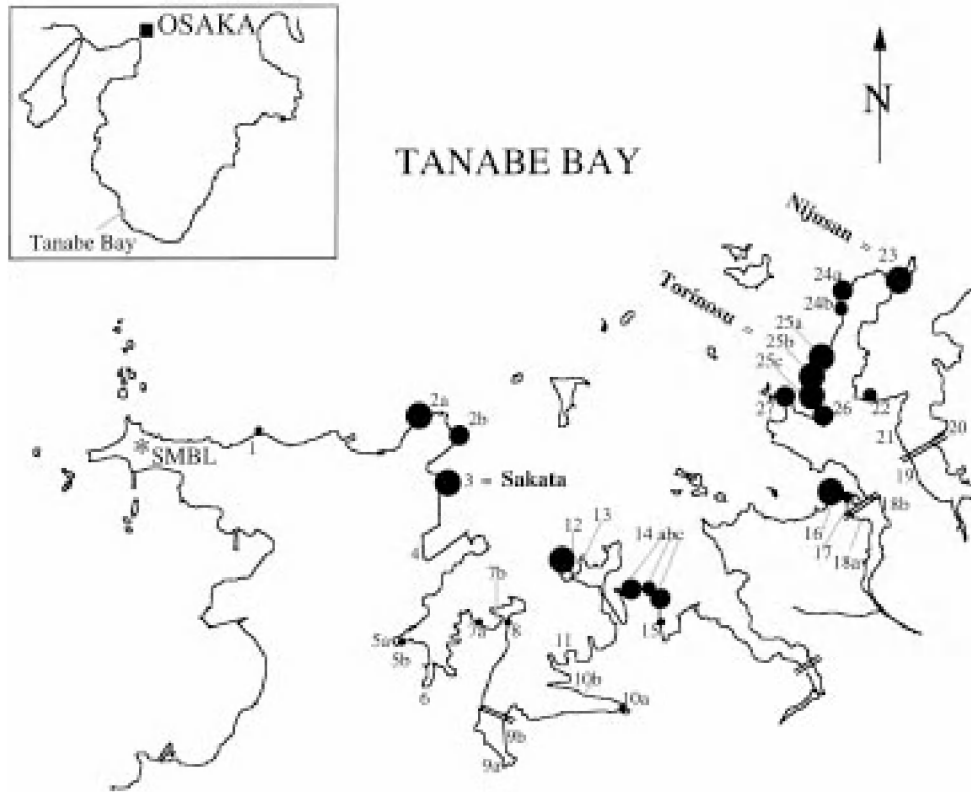 OSAKA
Tanabe Bay
TANABE BAY
N
Nijusan =
23
24a
24b
Torinosu =
25a
25b
25c
27
26
22
21
20
19
2a
2b
1
SMBL
3 = Sakata
4
16
17
18b
18a
12
13
14 abc
15
7b
7a
8
5a
5b
6
11
10b
10a
9b
9a